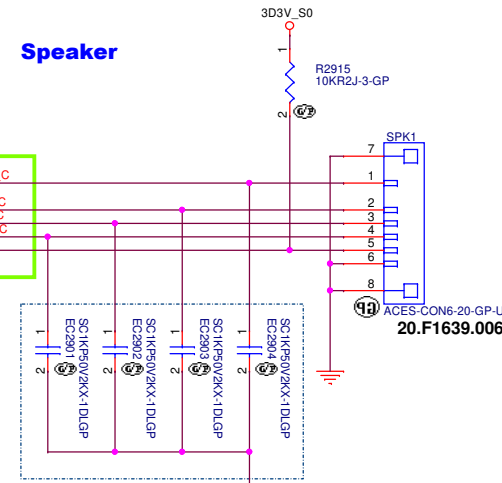 3D3V_S0
Speaker
1
R2915
10KR2J-3-GP
2
SPK1
7
C
1
C
2
C
3
C
4
5
6
8
ACES-CON6-20-GP-U
20.F1639.006
1
2
EC2901
SC1KP50V2KX-1DLGP
1
2
EC2902
SC1KP50V2KX-1DLGP
1
2
EC2903
SC1KP50V2KX-1DLGP
1
2
EC2904
SC1KP50V2KX-1DLGP